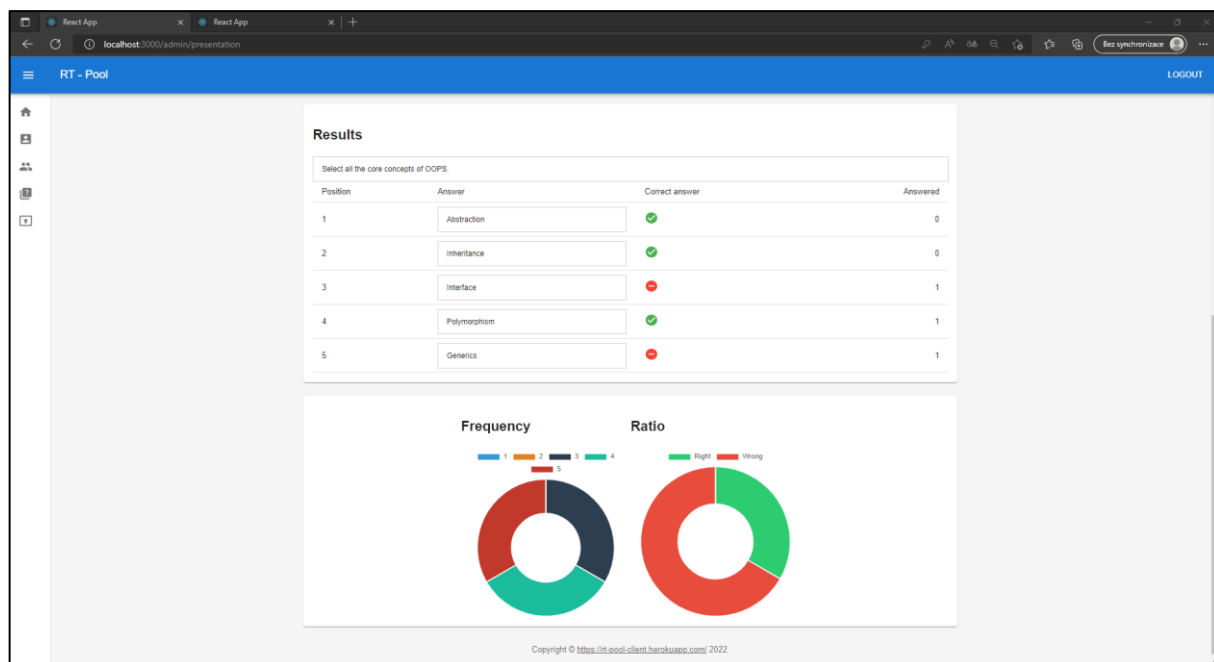 React App
React App
localhost:3000/admin/presentation
Bez synchronizace
RT - Pool
LOGOUT
Results
Select all the core concepts of OOPS.
Position Answer Correct answer Answered
1 Abstraction 0
2 Inheritance 0
3 Interface 1
4 Polymorphism 1
5 Generics 1
Frequency Ratio
1 2 3 4 Right Wrong
5
Copyright © https://rt-pool-client.herokuapp.com/ 2022.